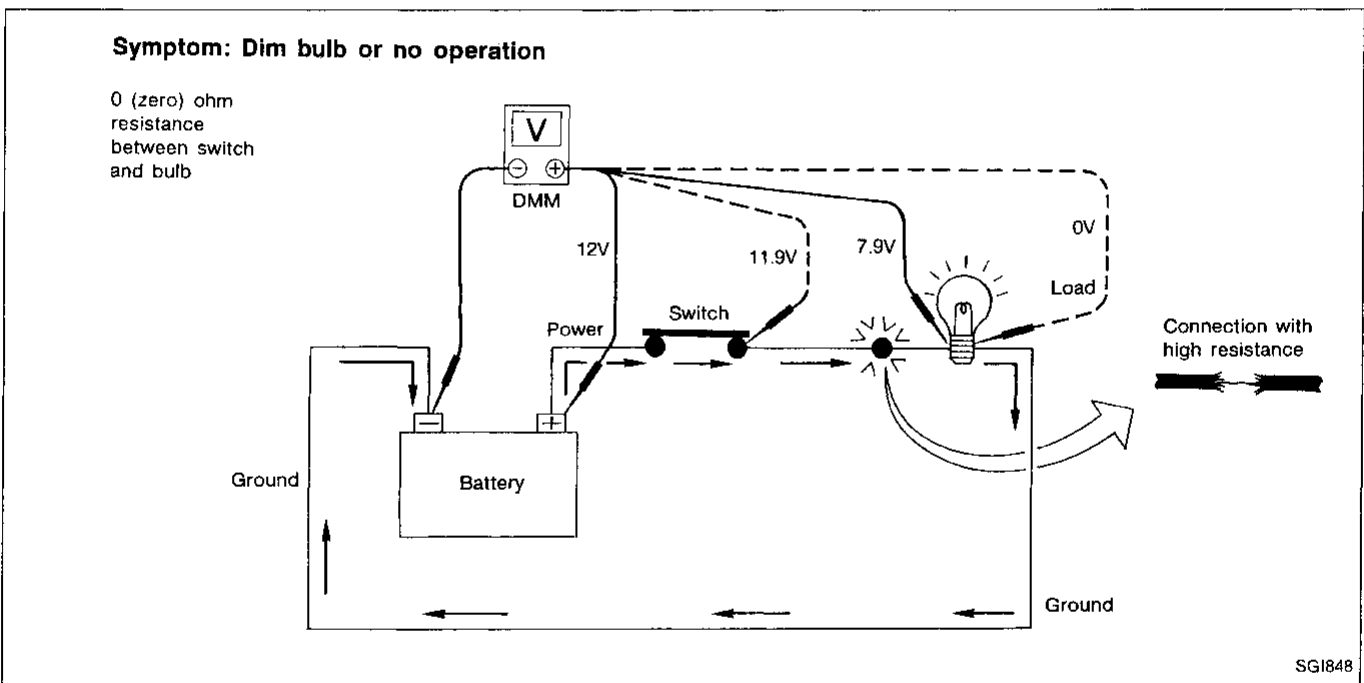 Symptom: Dim bulb or no operation
0 (zero) ohm
resistance
between switch
and bulb
V
− +
DMM
12V
11.9V
7.9V
0V
Load
Switch
Power
Connection with
high resistance
− +
Ground
Battery
Ground
SGI848